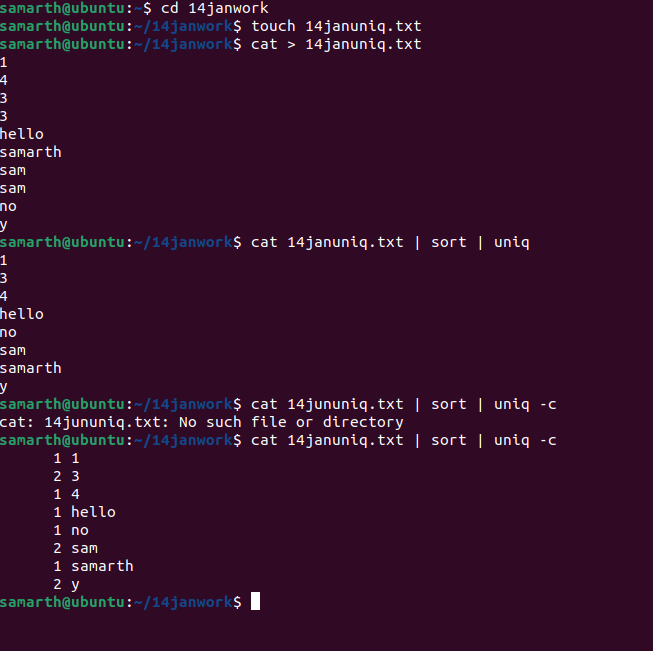 samarth@ubuntu:~$ cd 14janwork
samarth@ubuntu:~/14janwork$ touch 14januniq.txt
samarth@ubuntu:~/14janwork$ cat > 14januniq.txt
1
4
3
3
hello
samarth
sam
sam
no
y
samarth@ubuntu:~/14janwork$ cat 14januniq.txt | sort | uniq
1
3
4
hello
no
sam
samarth
y
samarth@ubuntu:~/14janwork$ cat 14jununiq.txt | sort | uniq -c
cat: 14jununiq.txt: No such file or directory
samarth@ubuntu:~/14janwork$ cat 14januniq.txt | sort | uniq -c
      1 1
      2 3
      1 4
      1 hello
      1 no
      2 sam
      1 samarth
      2 y
samarth@ubuntu:~/14janwork$